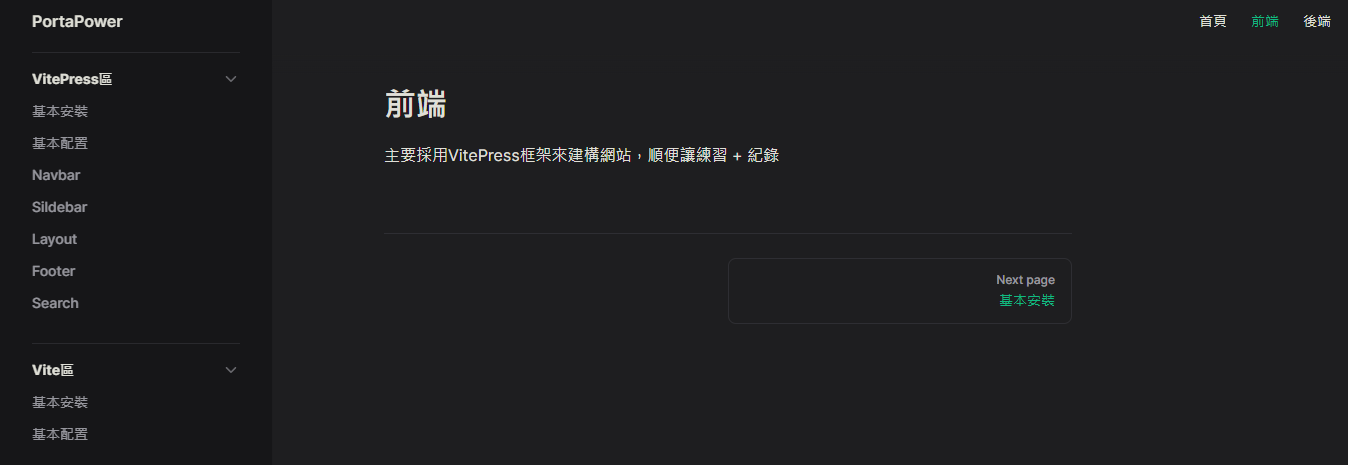 PortaPower
首頁 前端 後端
VitePress區
基本安裝
基本配置
Navbar
Sildebar
Layout
Footer
Search
Vite區
基本安裝
基本配置
前端
主要採用VitePress框架來建構網站，順便讓練習 + 紀錄
Next page
基本安裝